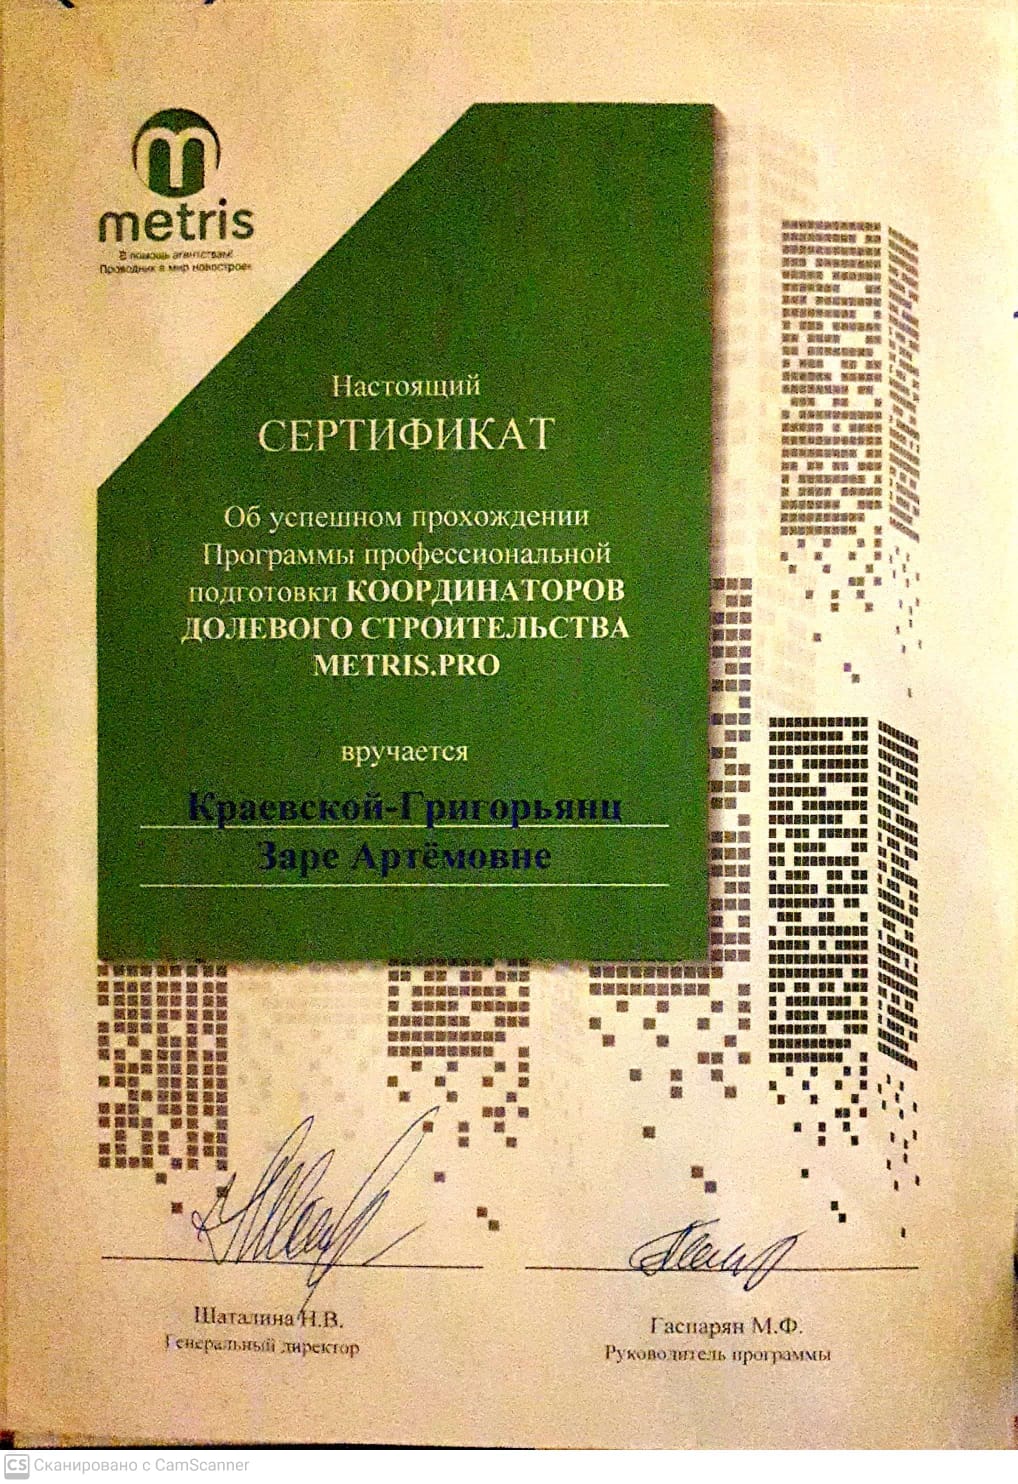 metris
В помощь агентствам!
Проводник в мир новостроек
Настоящий
СЕРТИФИКАТ
Об успешном прохождении
Программы профессиональной
подготовки КООРДИНАТОРОВ
ДОЛЕВОГО СТРОИТЕЛЬСТВА
METRIS.PRO
вручается
Краевской-Григорьянц
Заре Артёмовне
Шаталина Н.В.
Генеральный директор
Гаспарян М.Ф.
Руководитель программы
CS Сканировано с CamScanner